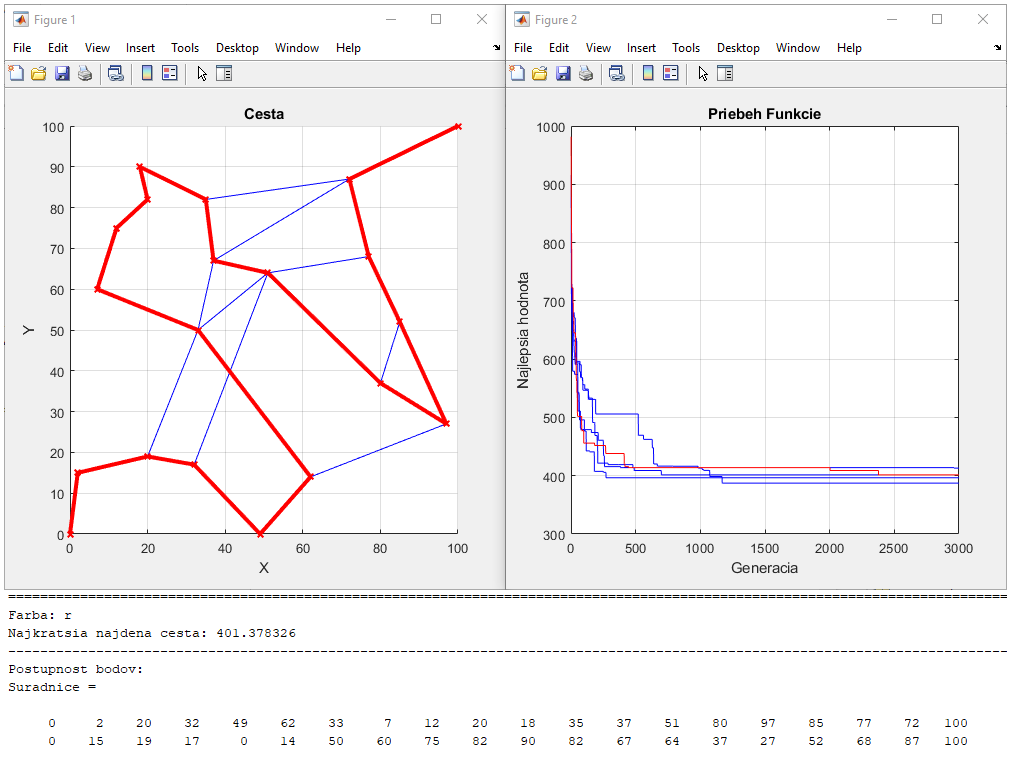 Figure 1
File Edit View Insert Tools Desktop Window Help
Cesta
100
90
80
70
60
50
40
30
20
10
0
Y
0 20 40 60 80 100
X
Figure 2
File Edit View Insert Tools Desktop Window Help
Priebeh Funkcie
1000
900
800
700
600
500
400
300
Najlepsia hodnota
0 500 1000 1500 2000 2500 3000
Generacia
Farba: r
Najkratsia najdena cesta: 401.378326
Postupnost bodov:
Suradnice =
0 2 20 32 49 62 33 7 12 20 18 35 37 51 80 97 85 77 72 100
0 15 19 17 0 14 50 60 75 82 90 82 67 64 37 27 52 68 87 100